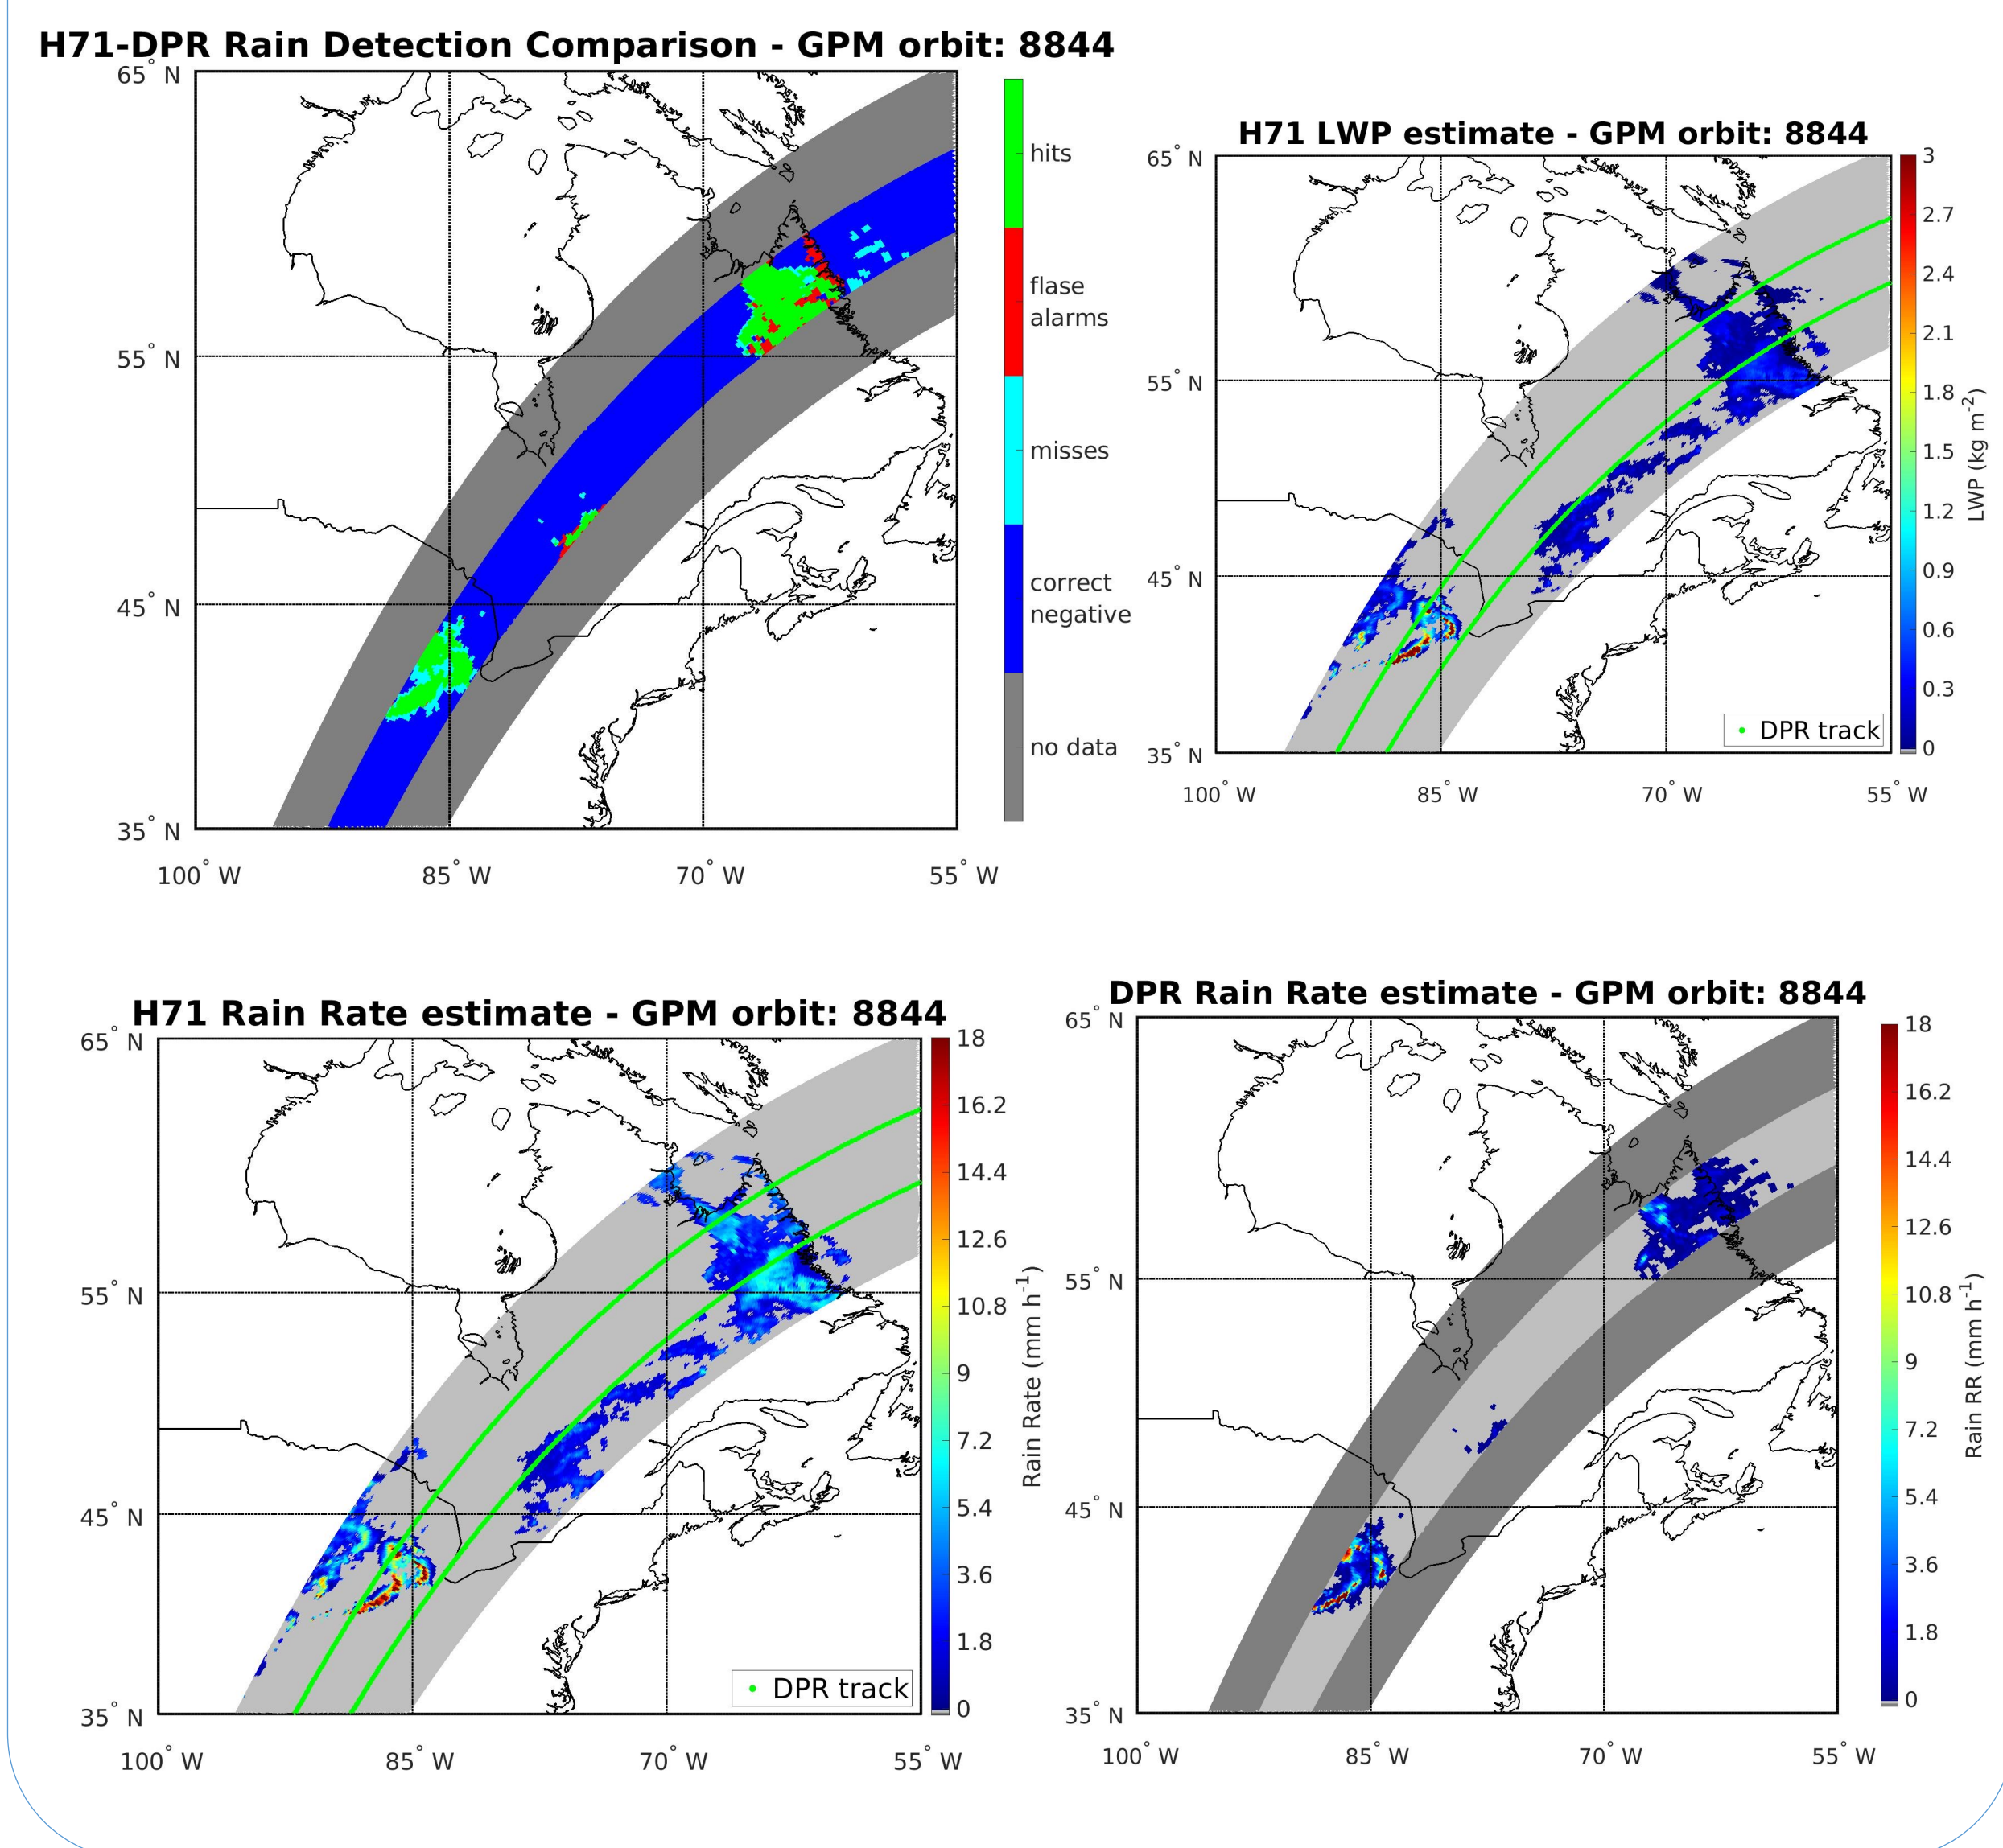 H71-DPR Rain Detection Comparison - GPM orbit: 8844
65° N
55° N
45° N
35° N
100° W
85° W
70° W
55° W
hits
flase
alarms
misses
correct
negative
no data
H71 LWP estimate - GPM orbit: 8844
65° N
55° N
45° N
35° N
100° W
85° W
70° W
55° W
DPR track
3
2.7
2.4
2.1
1.8
1.5
1.2
0.9
0.6
0.3
0
LWP (kg m⁻²)
H71 Rain Rate estimate - GPM orbit: 8844
65° N
55° N
45° N
35° N
100° W
85° W
70° W
55° W
DPR track
18
16.2
14.4
12.6
10.8
9
7.2
5.4
3.6
1.8
0
Rain Rate (mm h⁻¹)
DPR Rain Rate estimate - GPM orbit: 8844
65° N
55° N
45° N
35° N
100° W
85° W
70° W
55° W
18
16.2
14.4
12.6
10.8
9
7.2
5.4
3.6
1.8
0
Rain RR (mm h⁻¹)